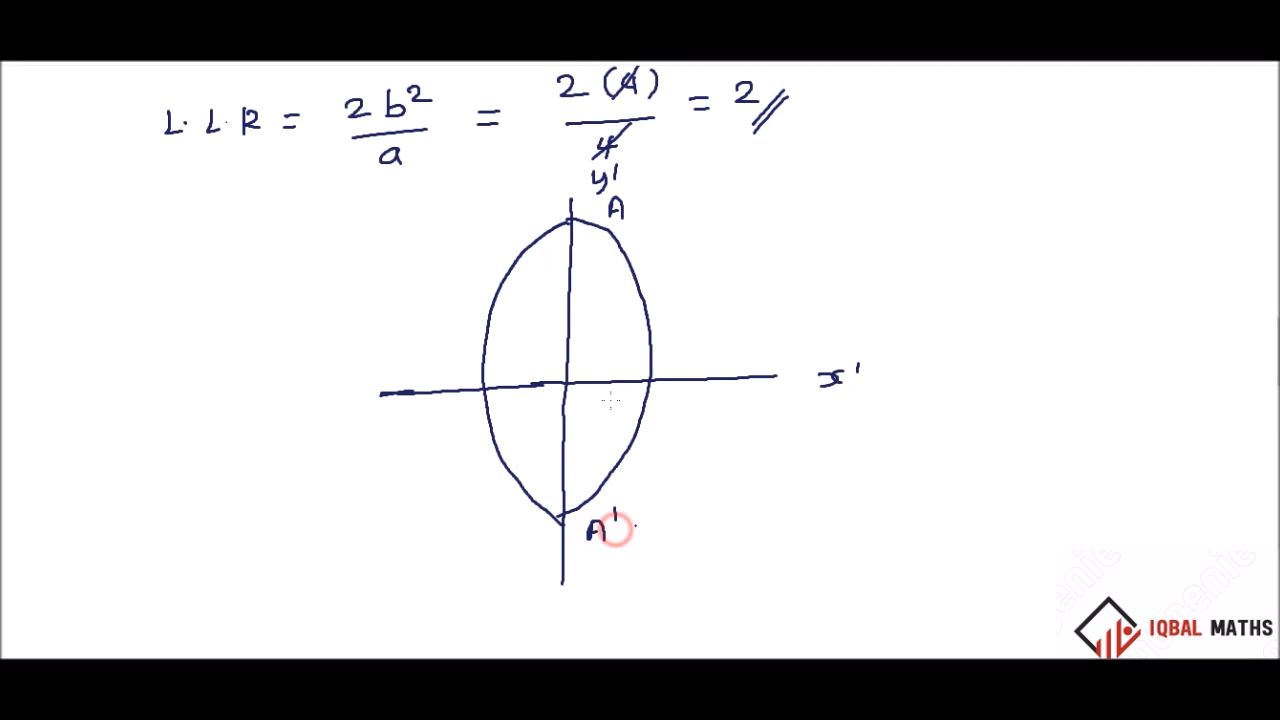 L. L. R = 2b²/a = 2(4)/4 = 2//
y'
A
x'
A'
IQBAL MATHS